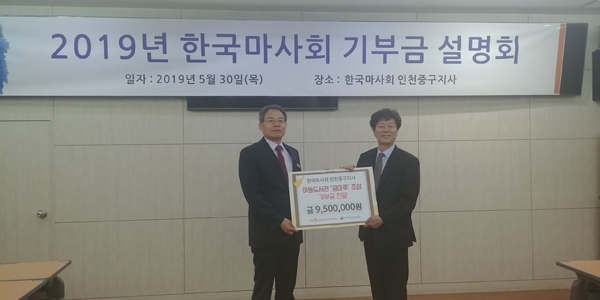 2019년 한국마사회 기부금 설명회
일자 : 2019년 5월 30일(목) 장소 : 한국마사회 인천중구지사
한국마사회 인천중구지사
기부금 전달
금 9,500,000원